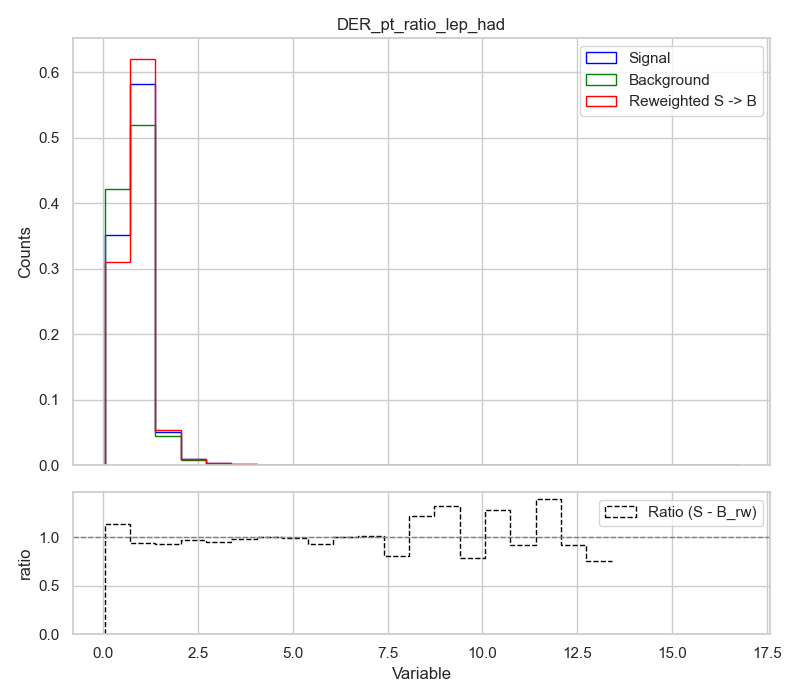 DER_pt_ratio_lep_had
Signal
Background
Reweighted S -> B
0.6
0.5
0.4
0.3
0.2
0.1
0.0
Counts
Ratio (S - B_rw)
1.0
0.5
0.0
ratio
0.0 2.5 5.0 7.5 10.0 12.5 15.0 17.5
Variable